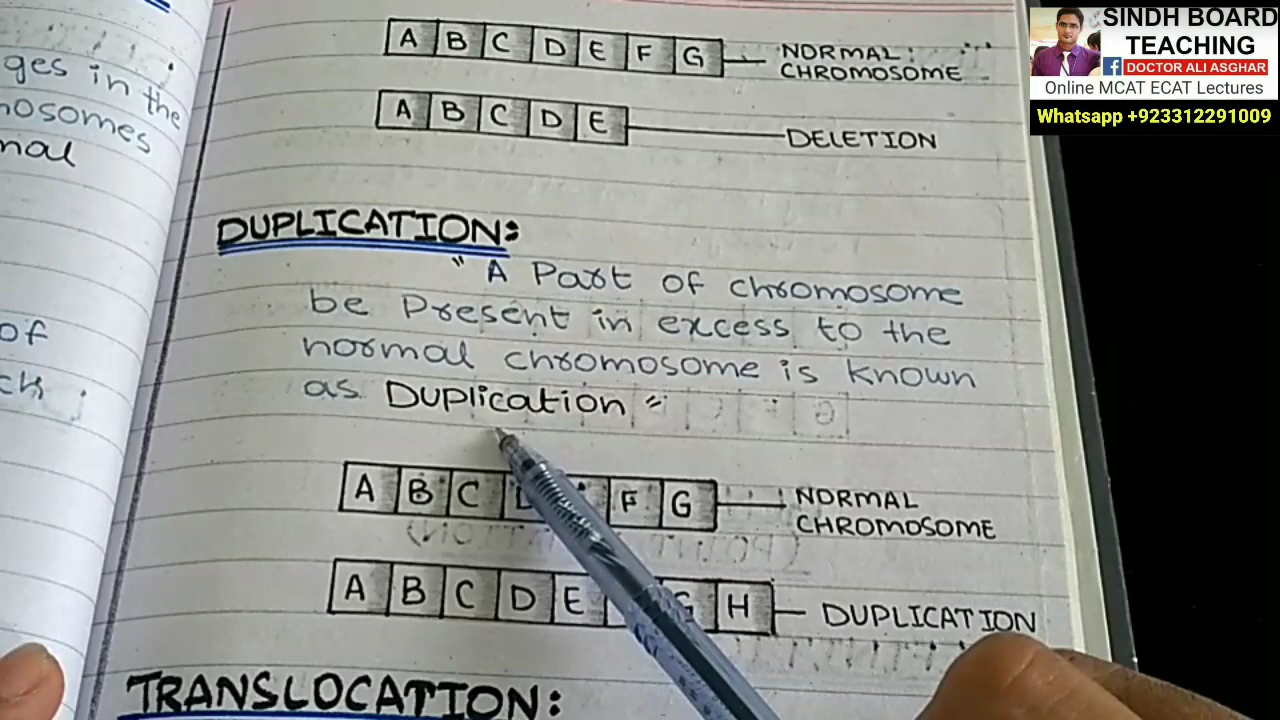 ges in the
mosomes
mal
of
ck
A B C D E F G NORMAL
CHROMOSOME
A B C D E DELETION
DUPLICATION:
" A Part of chromosome
be Present in excess to the
normal chromosome is known
as Duplication "
A B C D F G NORMAL
CHROMOSOME
A B C D E G H DUPLICATION
TRANSLOCATION:
SINDH BOARD
TEACHING
f DOCTOR ALI ASGHAR
Online MCAT ECAT Lectures
Whatsapp +923312291009